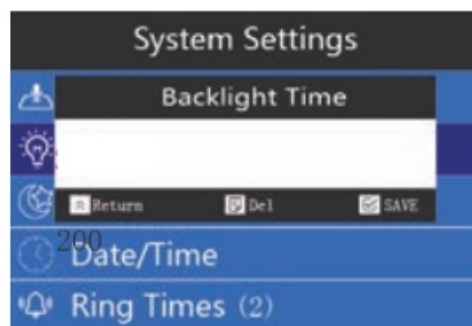 System Settings
Backlight Time
Return Del SAVE
200
Date/Time
Ring Times (2)